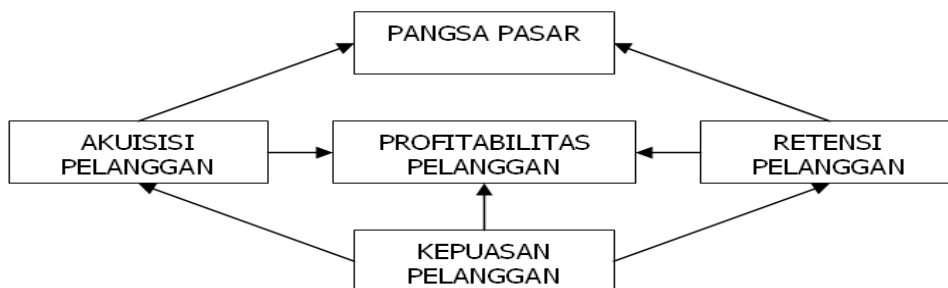 PANGSA PASAR
AKUISISI
PELANGGAN
PROFITABILITAS
PELANGGAN
RETENSI
PELANGGAN
KEPUASAN
PELANGGAN